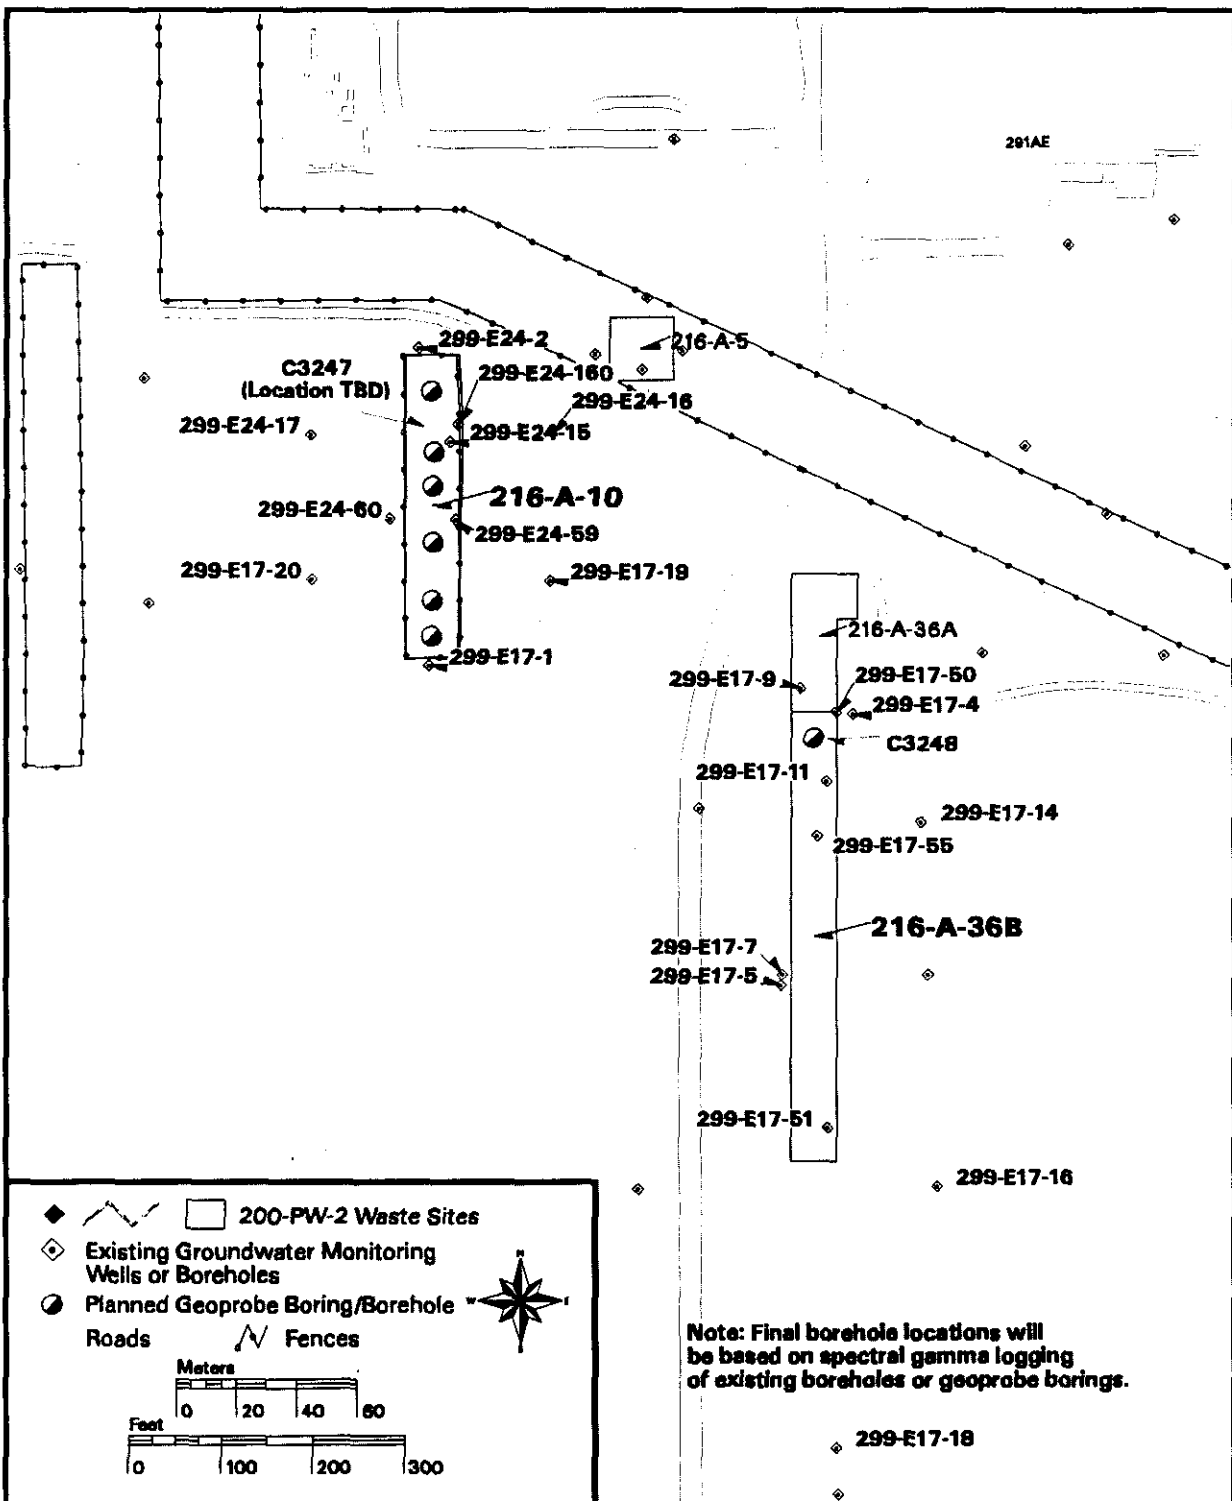 291AE
299-E24-2
216-A-5
C3247
(Location TBD)
299-E24-160
299-E24-16
299-E24-17
299-E24-15
216-A-10
299-E24-60
299-E24-59
299-E17-20
299-E17-19
216-A-36A
299-E17-1
299-E17-9
299-E17-50
299-E17-4
C3248
299-E17-11
299-E17-14
299-E17-55
216-A-36B
299-E17-7
299-E17-5
299-E17-51
299-E17-16
200-PW-2 Waste Sites
Existing Groundwater Monitoring
Wells or Boreholes
Planned Geoprobe Boring/Borehole
Roads
Fences
N
W
S
Meters
0 20 40 60
Feet
0 100 200 300
Note: Final borehole locations will
be based on spectral gamma logging
of existing boreholes or geoprobe borings.
299-E17-18